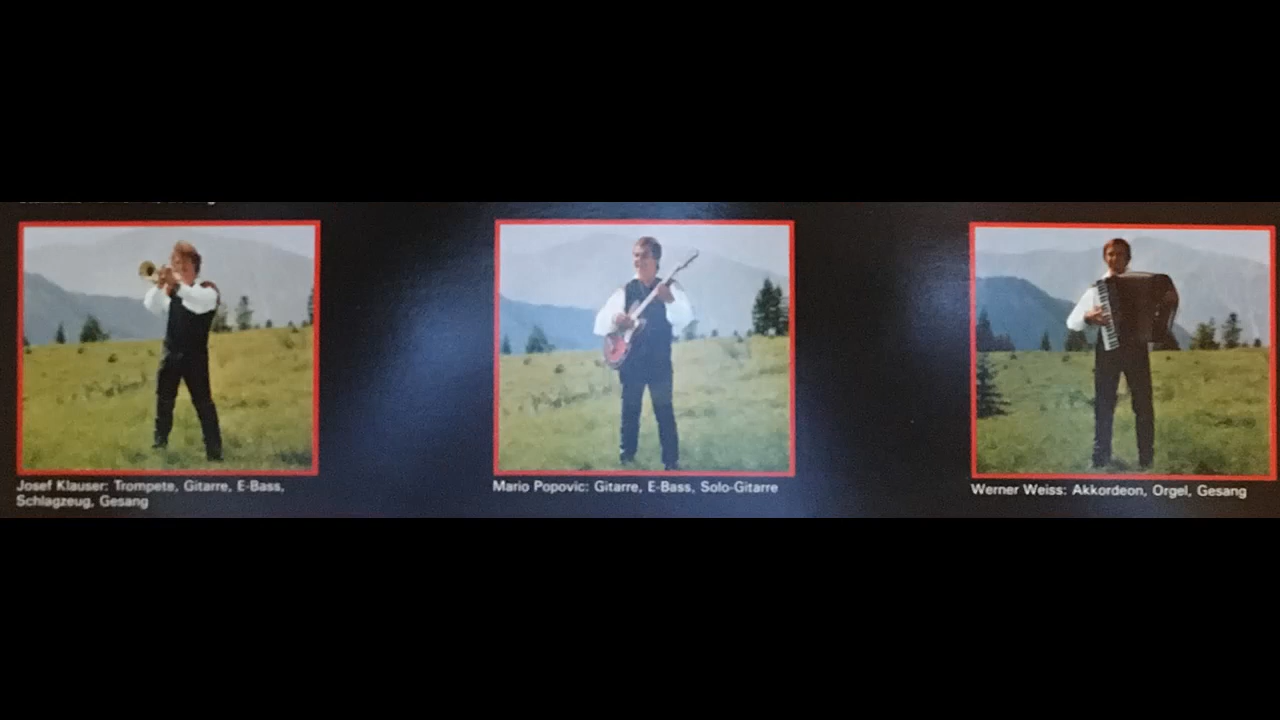 Josef Klauser: Trompete, Gitarre, E-Bass,
Schlagzeug, Gesang
Mario Popovic: Gitarre, E-Bass, Solo-Gitarre
Werner Weiss: Akkordeon, Orgel, Gesang